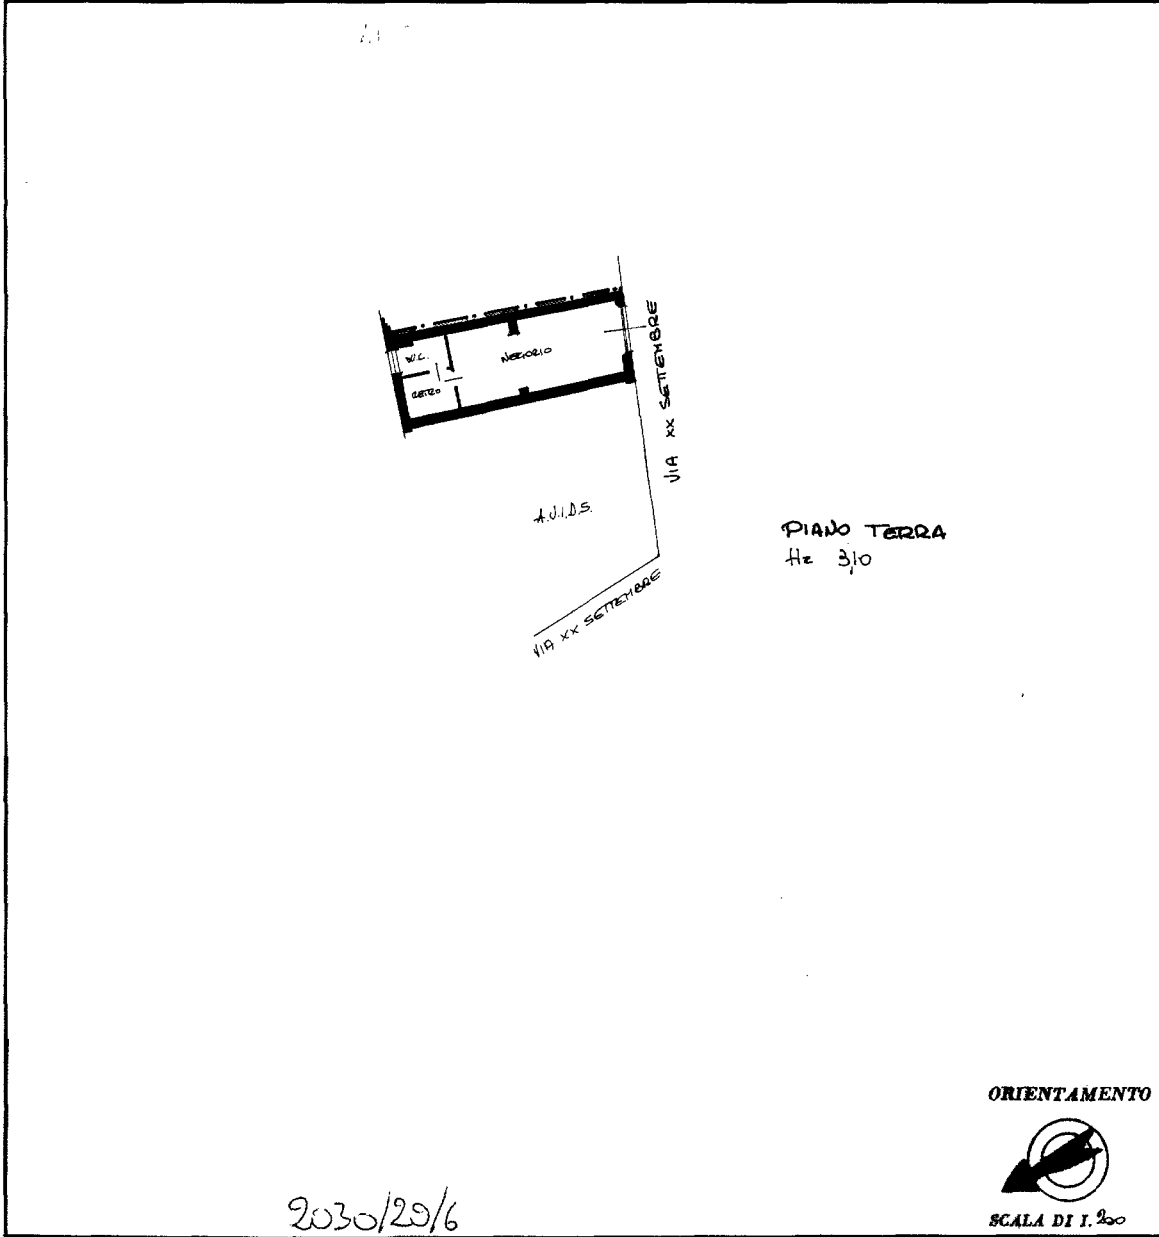 W.C.
NEGOZIO
RETRO
VIA XX SETTEMBRE
A.U.I.D.S.
PIANO TERRA
H= 3,10
VIA XX SETTEMBRE
ORIENTAMENTO
SCALA DI 1. 200
2030/20/6